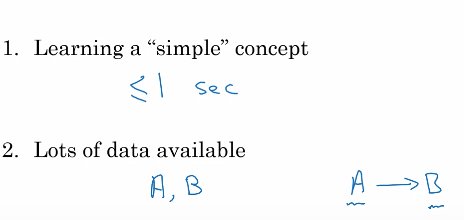 1. Learning a “simple” concept
≤1 sec
2. Lots of data available
A, B A → B